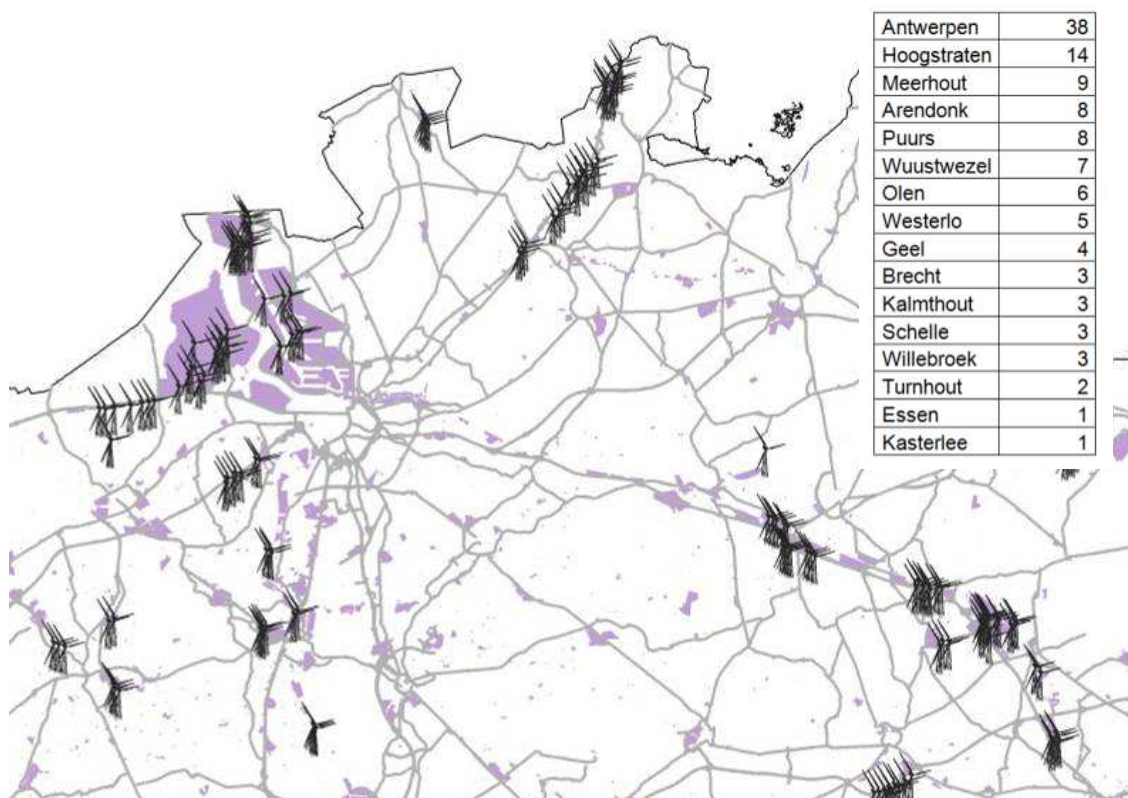 Antwerpen 38
Hoogstraten 14
Meerhout 9
Arendonk 8
Puurs 8
Wuustwezel 7
Olen 6
Westerlo 5
Geel 4
Brecht 3
Kalmthout 3
Schelle 3
Willebroek 3
Turnhout 2
Essen 1
Kasterlee 1